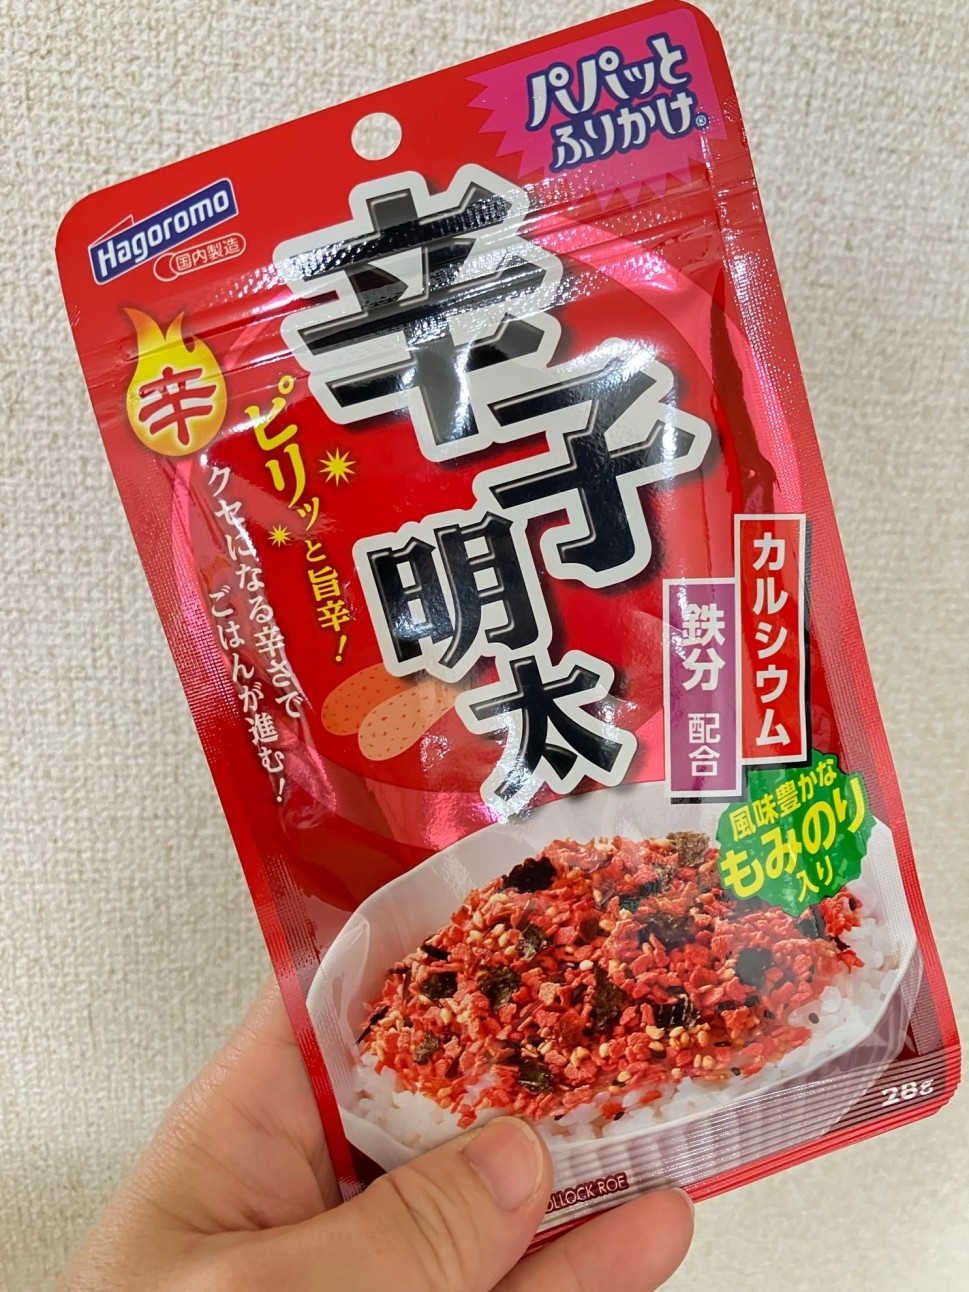 パパッと
ふりかけ®
Hagoromo
国内製造
辛子明太
辛
ピリッと旨辛!
クセになる辛さで
ごはんが進む!
カルシウム
鉄分 配合
風味豊かな
もみのり
入り
28g
ROE